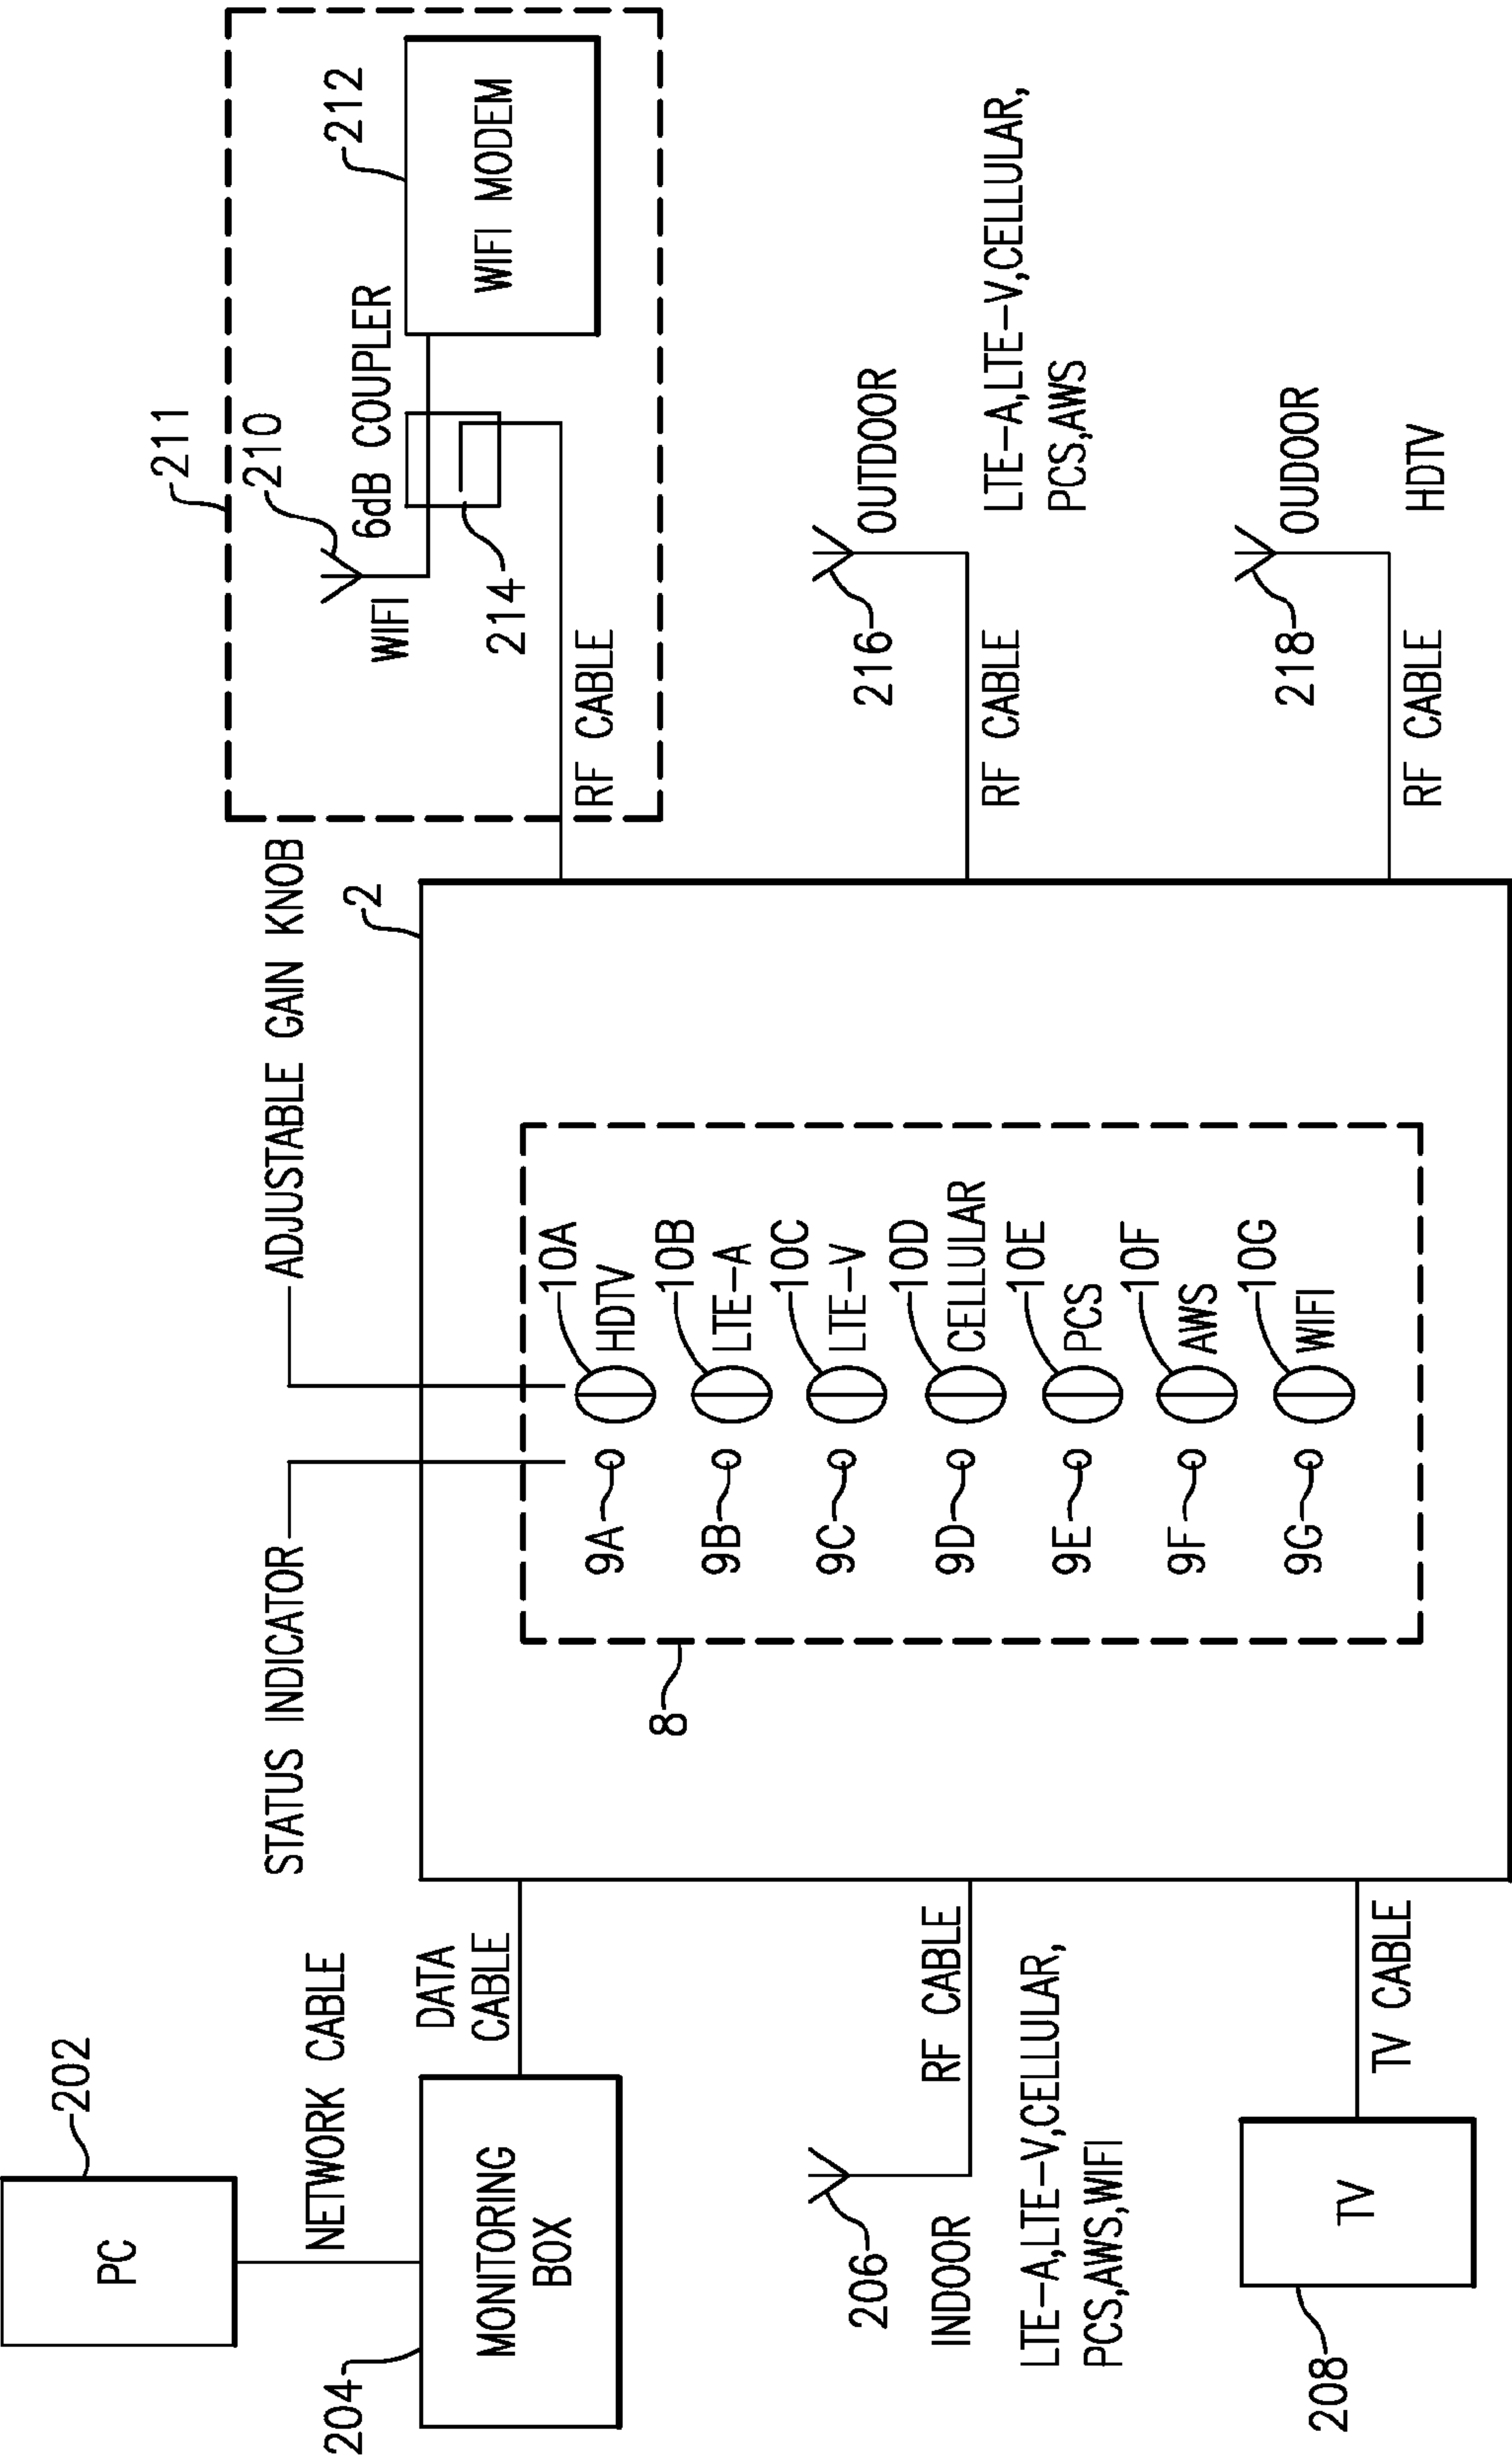 PC
202
NETWORK CABLE
MONITORING
BOX
204
DATA
CABLE
STATUS INDICATOR
ADJUSTABLE GAIN KNOB
2
211
210
6dB COUPLER
212
WIFI MODEM
WIFI
214
RF CABLE
206
INDOOR
RF CABLE
LTE-A,LTE-V,CELLULAR,
PCS,AWS,WIFI
208
TV
TV CABLE
8
9A
10A
HDTV
9B
10B
LTE-A
9C
10C
LTE-V
9D
10D
CELLULAR
9E
10E
PCS
9F
10F
AWS
9G
10G
WIFI
216
OUTDOOR
RF CABLE
LTE-A,LTE-V,CELLULAR,
PCS,AWS
218
OUDOOR
RF CABLE
HDTV